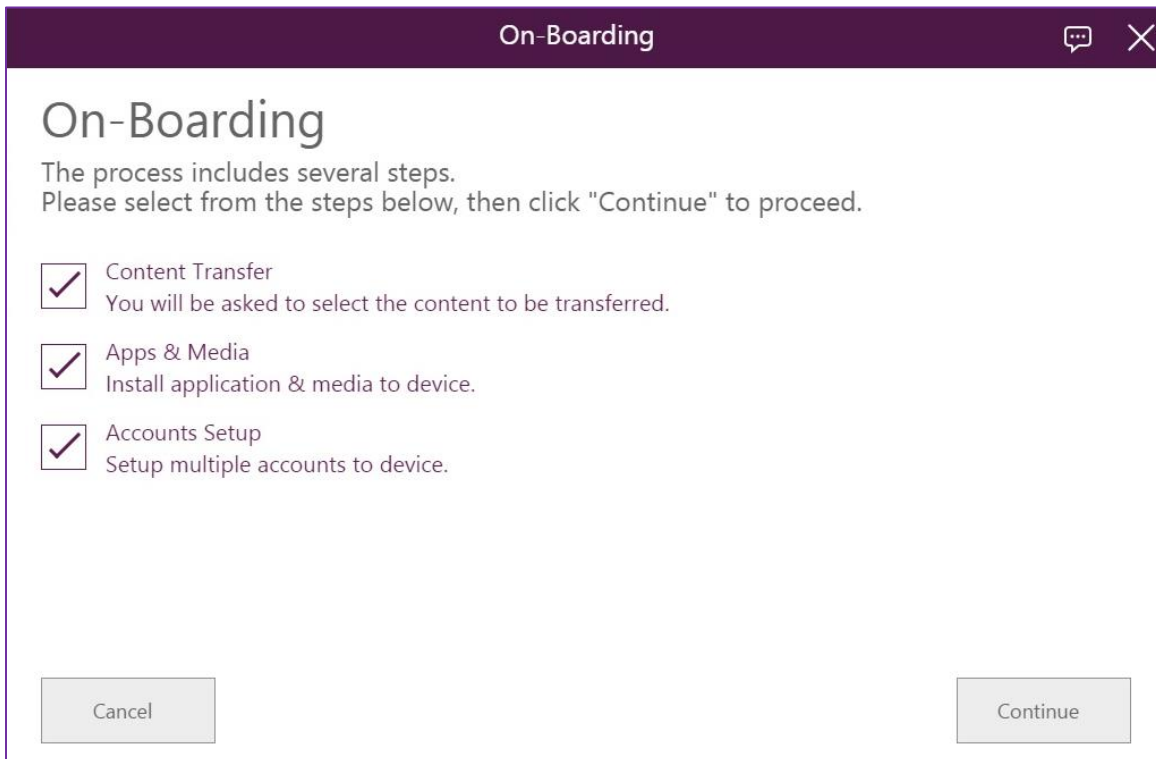 On-Boarding
On-Boarding
The process includes several steps.
Please select from the steps below, then click "Continue" to proceed.
Content Transfer
You will be asked to select the content to be transferred.
Apps & Media
Install application & media to device.
Accounts Setup
Setup multiple accounts to device.
Cancel
Continue